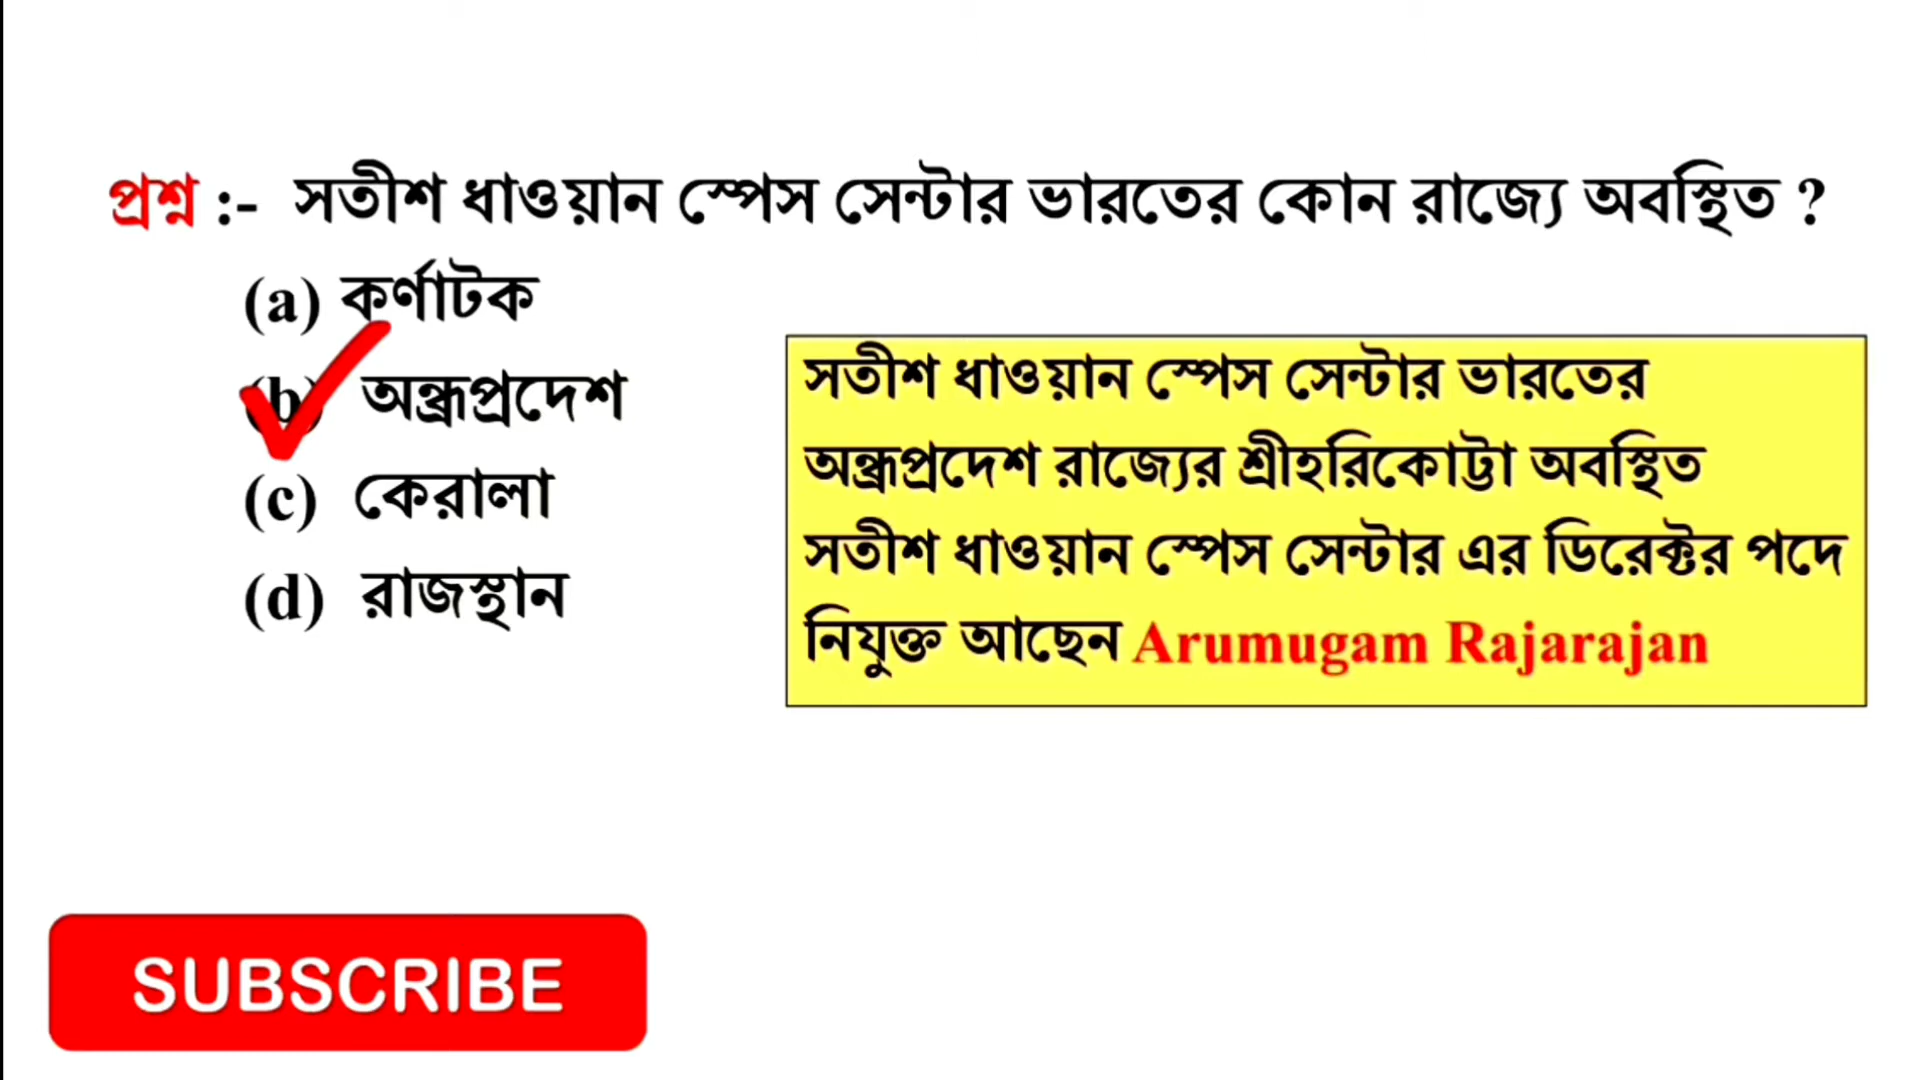 প্রশ্ন :- সতীশ ধাওয়ান স্পেস সেন্টার ভারতের কোন রাজ্যে অবস্থিত ?
(a) কর্ণাটক
(b) অন্ধ্রপ্রদেশ
(c) কেরালা
(d) রাজস্থান
সতীশ ধাওয়ান স্পেস সেন্টার ভারতের
অন্ধ্রপ্রদেশ রাজ্যের শ্রীহরিকোট্টা অবস্থিত
সতীশ ধাওয়ান স্পেস সেন্টার এর ডিরেক্টর পদে
নিযুক্ত আছেন Arumugam Rajarajan
SUBSCRIBE